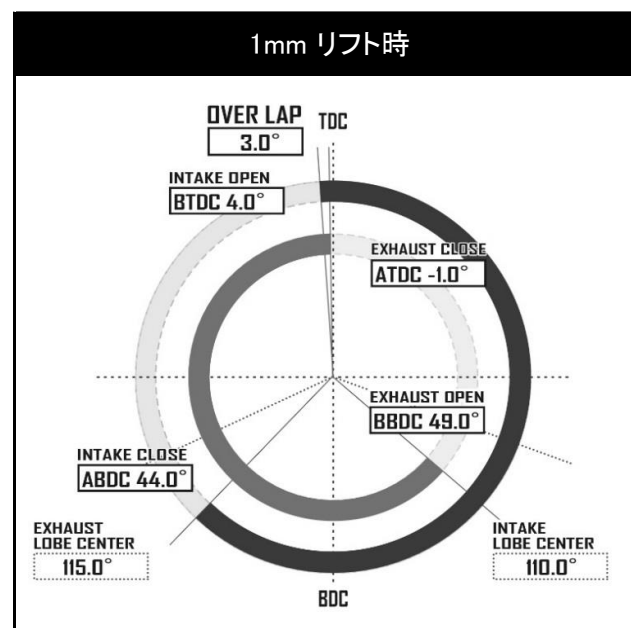 1mm リフト時
OVER LAP
3.0°
TDC
INTAKE OPEN
BTDC 4.0°
EXHAUST CLOSE
ATDC -1.0°
EXHAUST OPEN
BBDC 49.0°
INTAKE CLOSE
ABDC 44.0°
EXHAUST
LOBE CENTER
115.0°
INTAKE
LOBE CENTER
110.0°
BDC